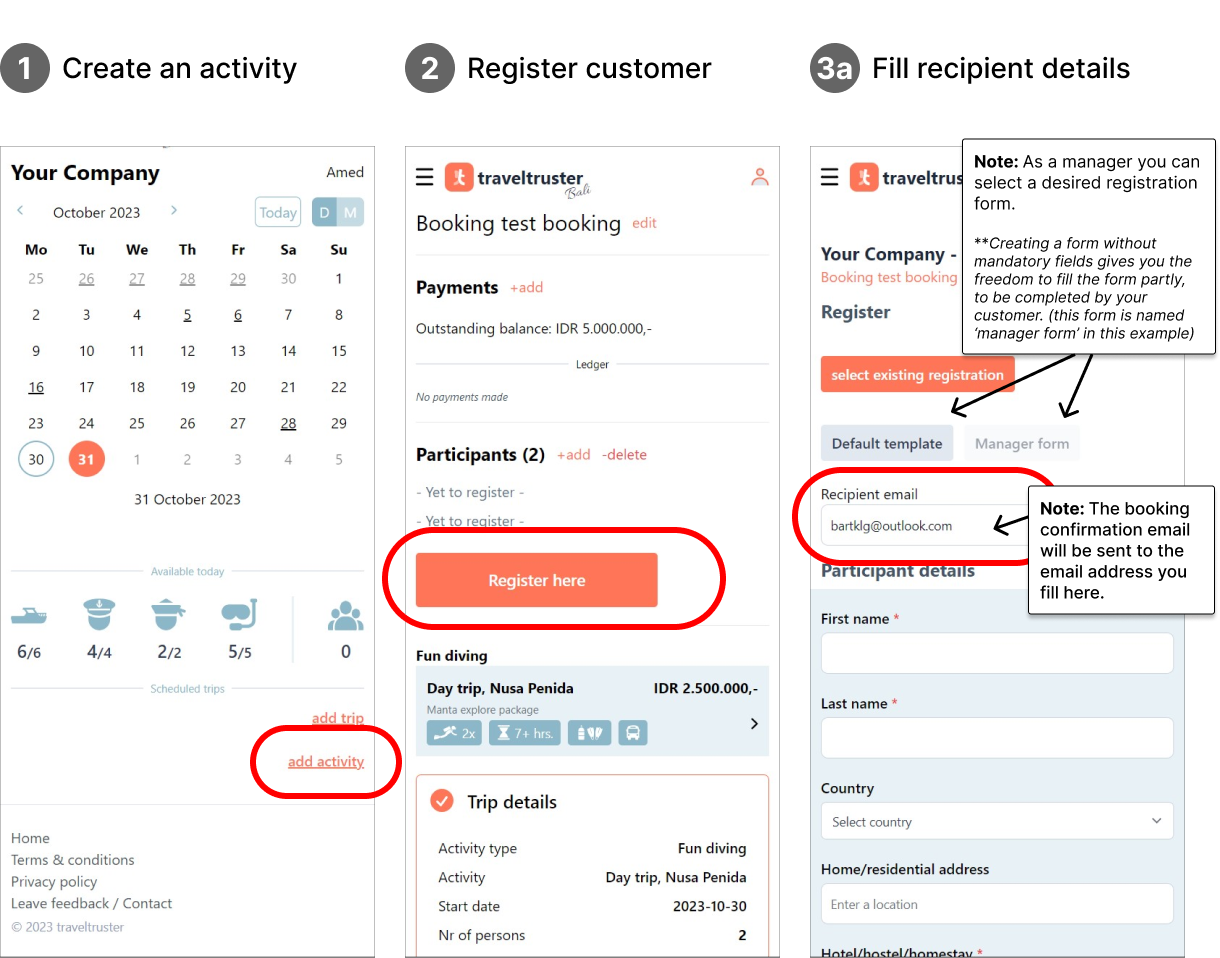 1 Create an activity
Your Company
Amed
October 2023
Today
D M
Mo Tu We Th Fr Sa Su
25 26 27 28 29 30 1
2 3 4 5 6 7 8
9 10 11 12 13 14 15
16 17 18 19 20 21 22
23 24 25 26 27 28 29
30 31 1 2 3 4 5
31 October 2023
Available today
6/6 4/4 2/2 5/5 0
Scheduled trips
add trip
add activity
Home
Terms & conditions
Privacy policy
Leave feedback / Contact
© 2023 traveltruster
2 Register customer
traveltruster
Bali
Booking test booking edit
Payments +add
Outstanding balance: IDR 5.000.000,-
Ledger
No payments made
Participants (2) +add -delete
- Yet to register -
- Yet to register -
Register here
Fun diving
Day trip, Nusa Penida IDR 2.500.000,-
Manta explore package
2x 7+ hrs.
Trip details
Activity type Fun diving
Activity Day trip, Nusa Penida
Start date 2023-10-30
Nr of persons 2
3a Fill recipient details
traveltrus
Your Company -
Booking test booking
Register
select existing registration
Note: As a manager you can
select a desired registration
form.
**Creating a form without
mandatory fields gives you the
freedom to fill the form partly,
to be completed by your
customer. (this form is named
‘manager form’ in this example)
Default template Manager form
Recipient email
bartklg@outlook.com
Note: The booking
confirmation email
will be sent to the
email address you
fill here.
Participant details
First name *
Last name *
Country
Select country
Home/residential address
Enter a location
Hotel/hostel/homestay *